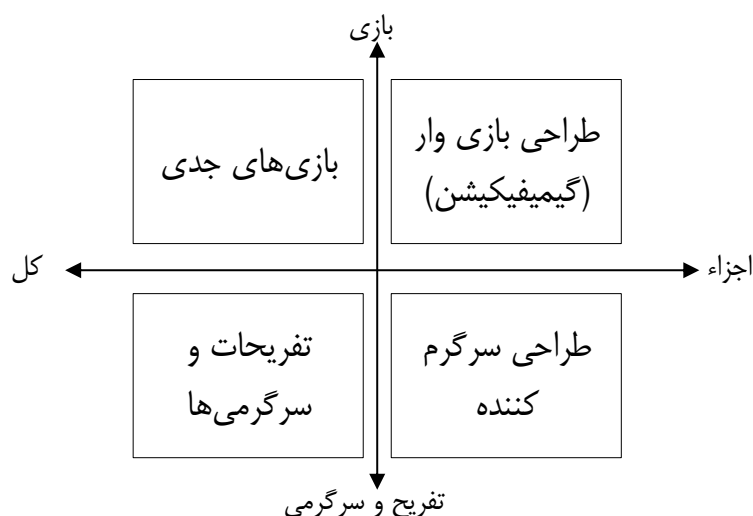 بازی
طراحی بازی وار
(گیمیفیکیشن)
بازی‌های جدی
اجزاء
کل
طراحی سرگرم
کننده
تفریحات و
سرگرمی‌ها
تفریح و سرگرمی